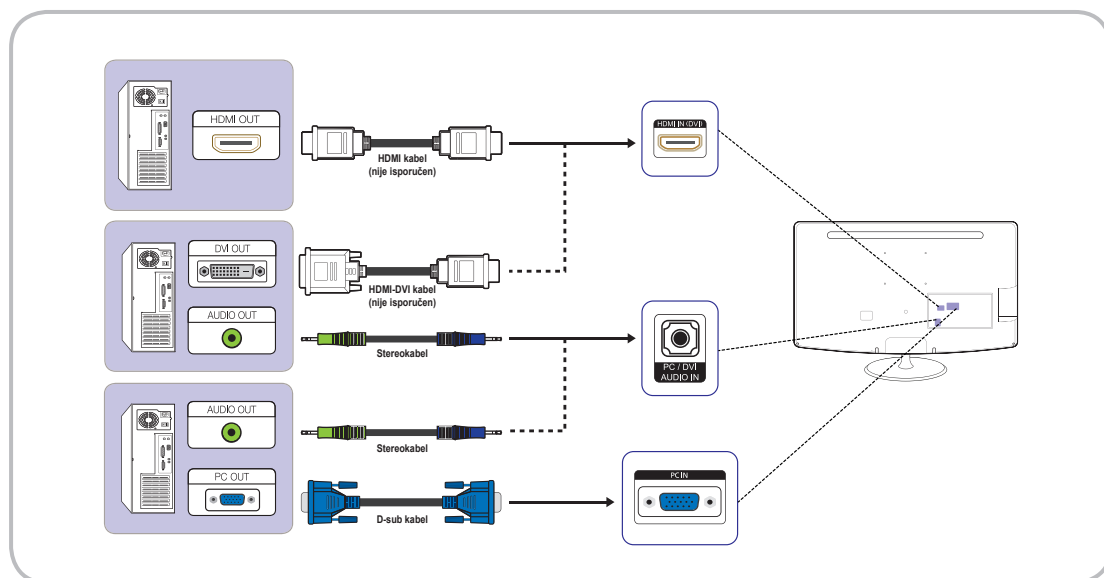 HDMI OUT
HDMI kabel
(nije isporučen)
HDMI IN (DVI)
DVI OUT
HDMI-DVI kabel
(nije isporučen)
AUDIO OUT
Stereokabel
PC / DVI
AUDIO IN
AUDIO OUT
Stereokabel
PC OUT
D-sub kabel
PC IN